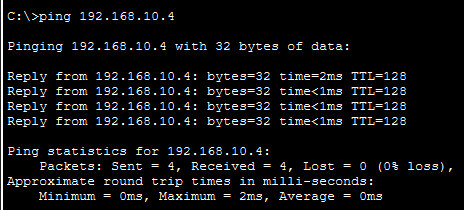 C:\>ping 192.168.10.4
Pinging 192.168.10.4 with 32 bytes of data:
Reply from 192.168.10.4: bytes=32 time=2ms TTL=128
Reply from 192.168.10.4: bytes=32 time<1ms TTL=128
Reply from 192.168.10.4: bytes=32 time<1ms TTL=128
Reply from 192.168.10.4: bytes=32 time<1ms TTL=128
Ping statistics for 192.168.10.4:
    Packets: Sent = 4, Received = 4, Lost = 0 (0% loss),
Approximate round trip times in milli-seconds:
    Minimum = 0ms, Maximum = 2ms, Average = 0ms